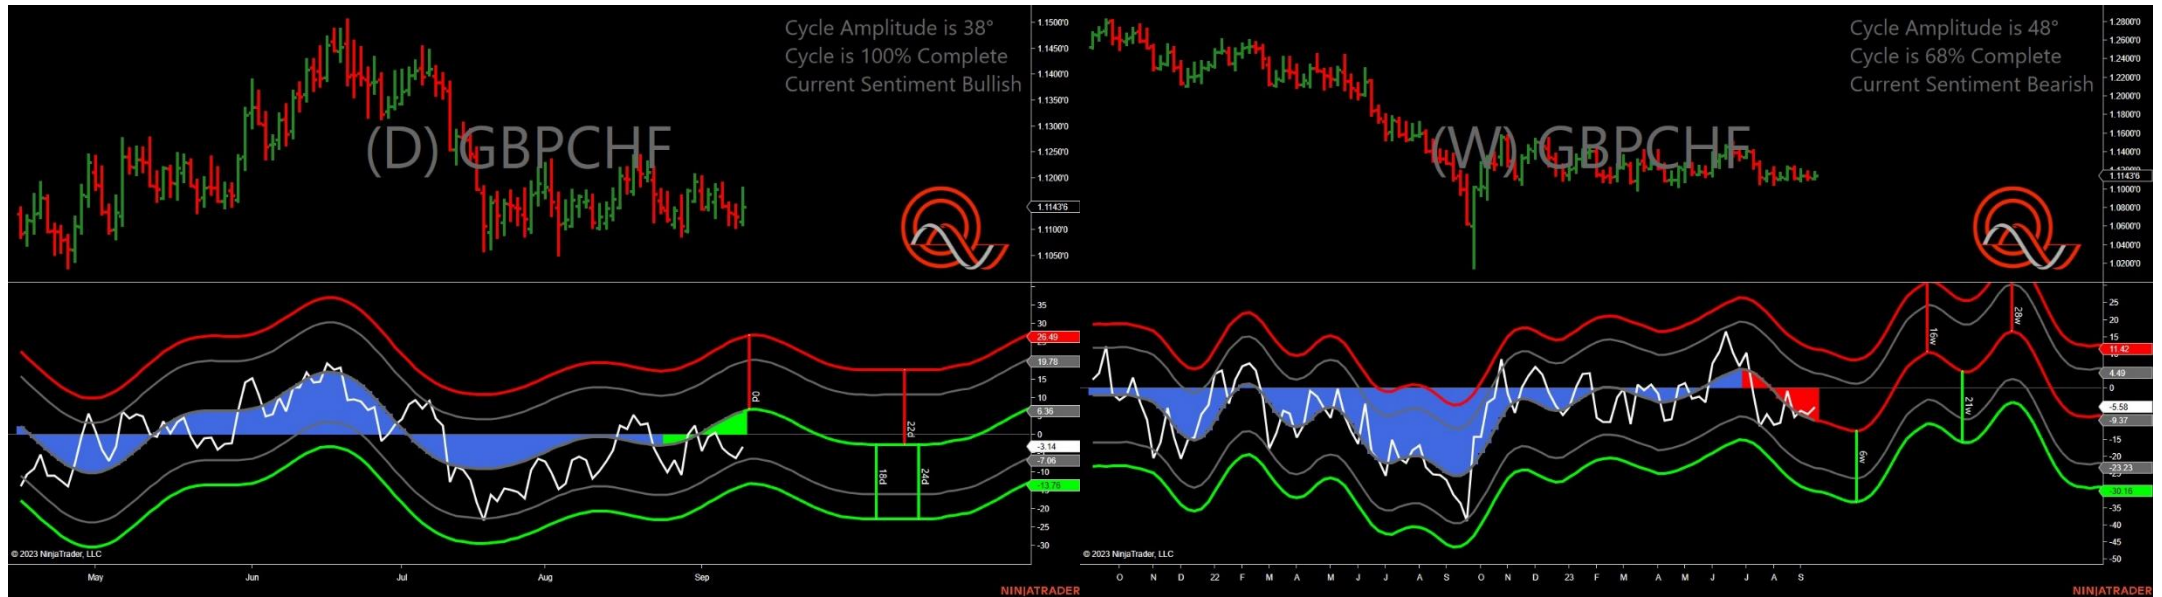 Cycle Amplitude is 38°
Cycle is 100% Complete
Current Sentiment Bullish
(D) GBPCHF
1.1500'0
1.1450'0
1.1400'0
1.1350'0
1.1300'0
1.1250'0
1.1200'0
1.1143'6
1.1100'0
1.1050'0
35
30
26.49
19.78
15
10
6.36
0
-3.14
-7.06
-10
-13.76
-20
-25
-30
0d
22d
18d
24d
© 2023 NinjaTrader, LLC
May Jun Jul Aug Sep
NINJATRADER
Cycle Amplitude is 48°
Cycle is 68% Complete
Current Sentiment Bearish
(W) GBPCHF
1.2800'0
1.2600'0
1.2400'0
1.2200'0
1.2000'0
1.1800'0
1.1600'0
1.1400'0
1.1143'6
1.1000'0
1.0800'0
1.0600'0
1.0400'0
1.0200'0
25
20
15
11.42
4.49
0
-5.58
-9.37
-15
-20
-23.23
-30.16
-35
-40
-45
-50
16w
28w
21w
6w
© 2023 NinjaTrader, LLC
O N D 22 F M A M J J A S O N D 23 F M A M J J A S
NINJATRADER